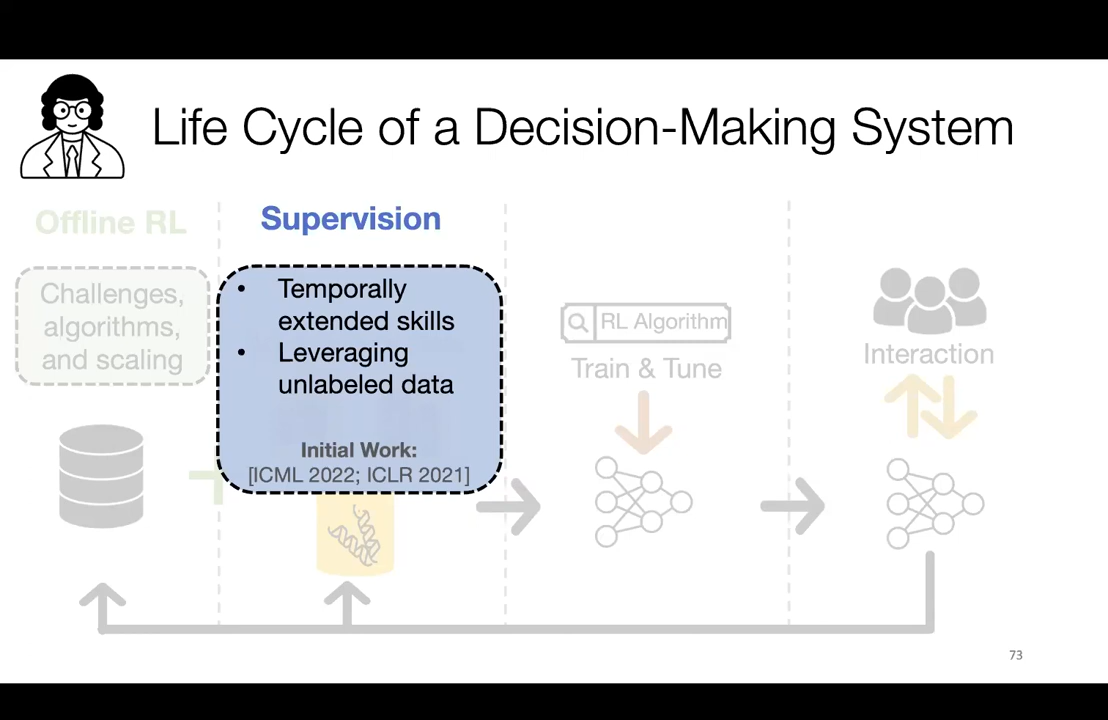 Life Cycle of a Decision-Making System
Offline RL
Challenges,
algorithms,
and scaling
Supervision
• Temporally
extended skills
• Leveraging
unlabeled data
Initial Work:
[ICML 2022; ICLR 2021]
RL Algorithm
Train & Tune
Interaction
73